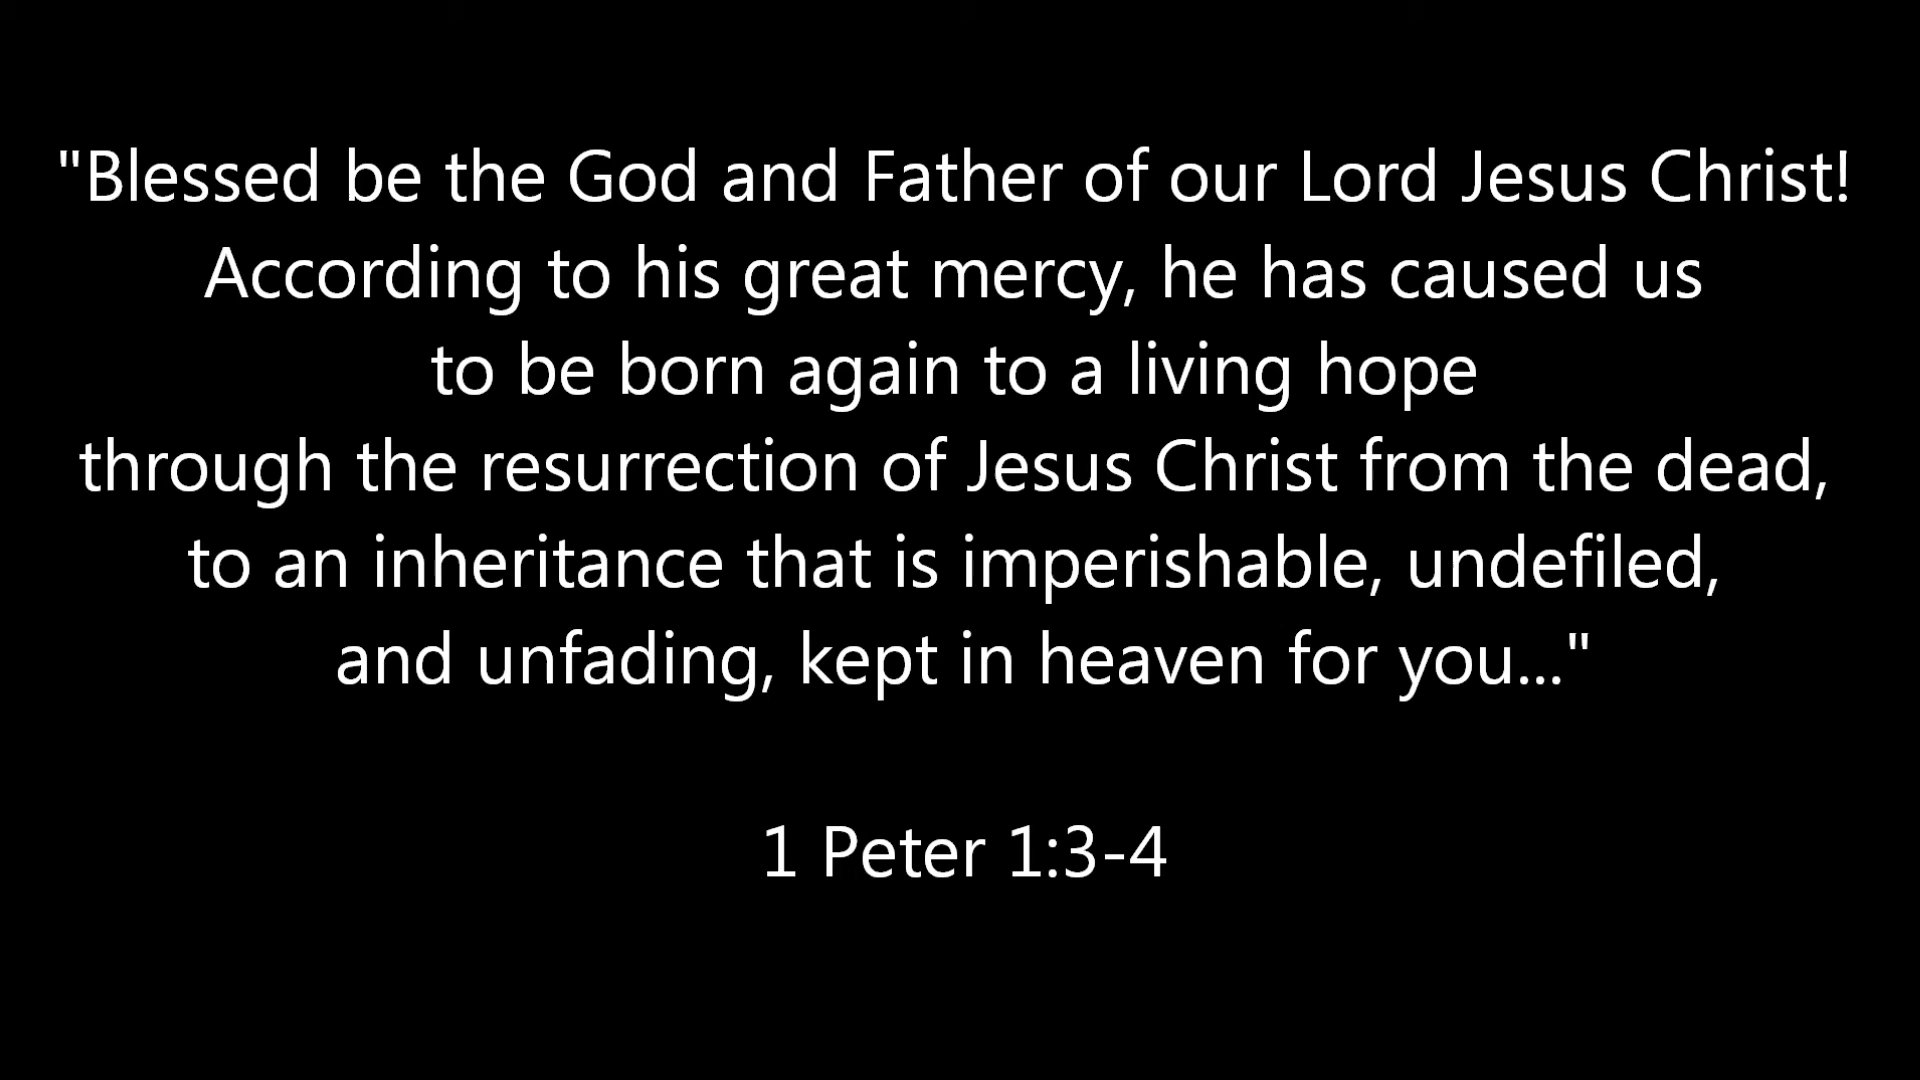 "Blessed be the God and Father of our Lord Jesus Christ!
According to his great mercy, he has caused us
to be born again to a living hope
through the resurrection of Jesus Christ from the dead,
to an inheritance that is imperishable, undefiled,
and unfading, kept in heaven for you..."
1 Peter 1:3-4